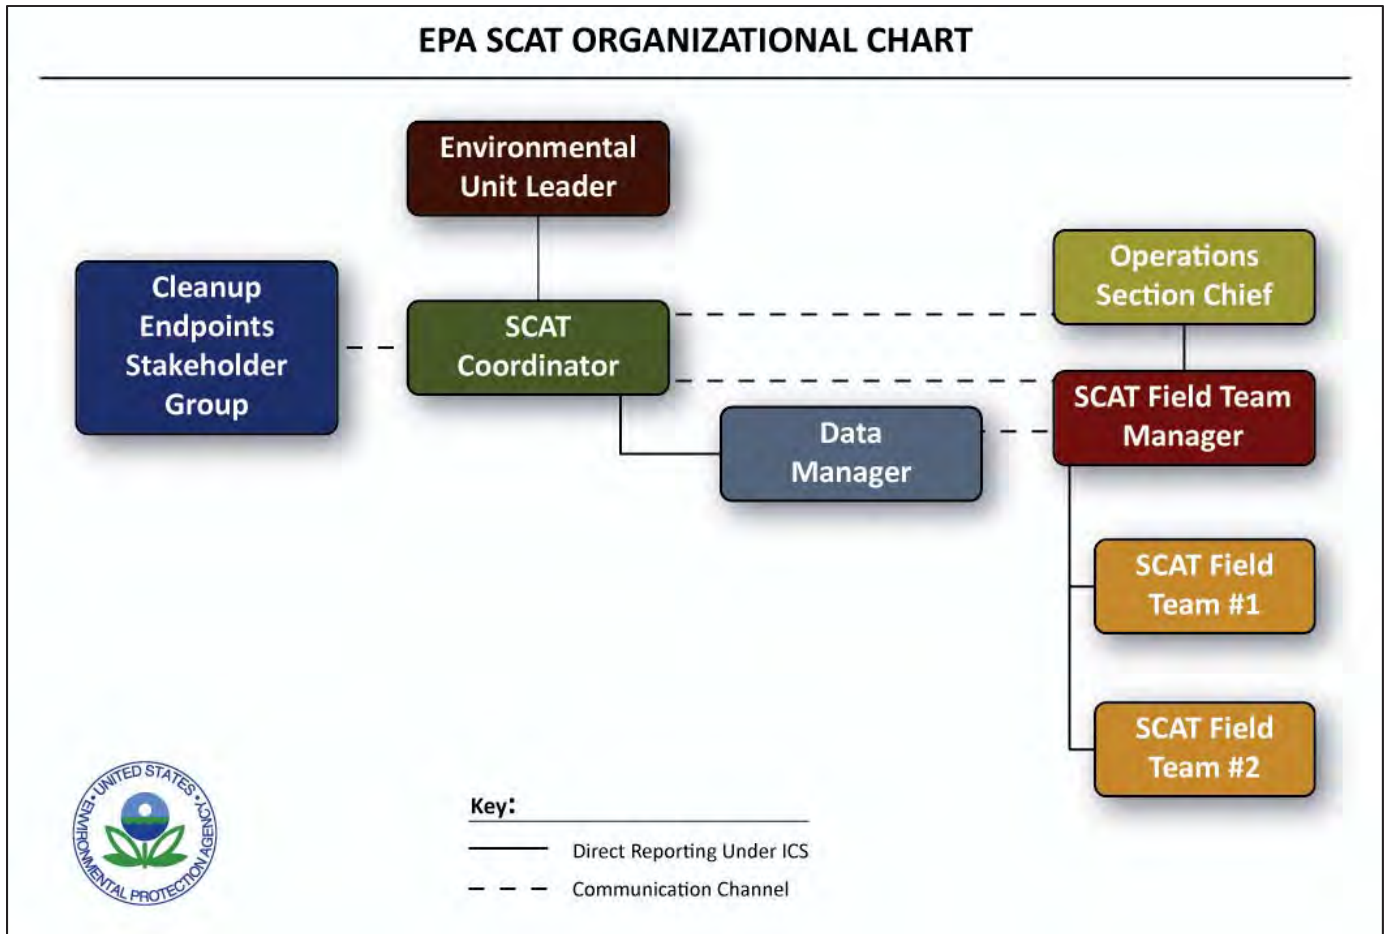 EPA SCAT ORGANIZATIONAL CHART
Environmental
Unit Leader
Cleanup
Endpoints
Stakeholder
Group
SCAT
Coordinator
Operations
Section Chief
SCAT Field Team
Manager
Data
Manager
SCAT Field
Team #1
SCAT Field
Team #2
UNITED STATES
ENVIRONMENTAL PROTECTION AGENCY
Key:
Direct Reporting Under ICS
Communication Channel